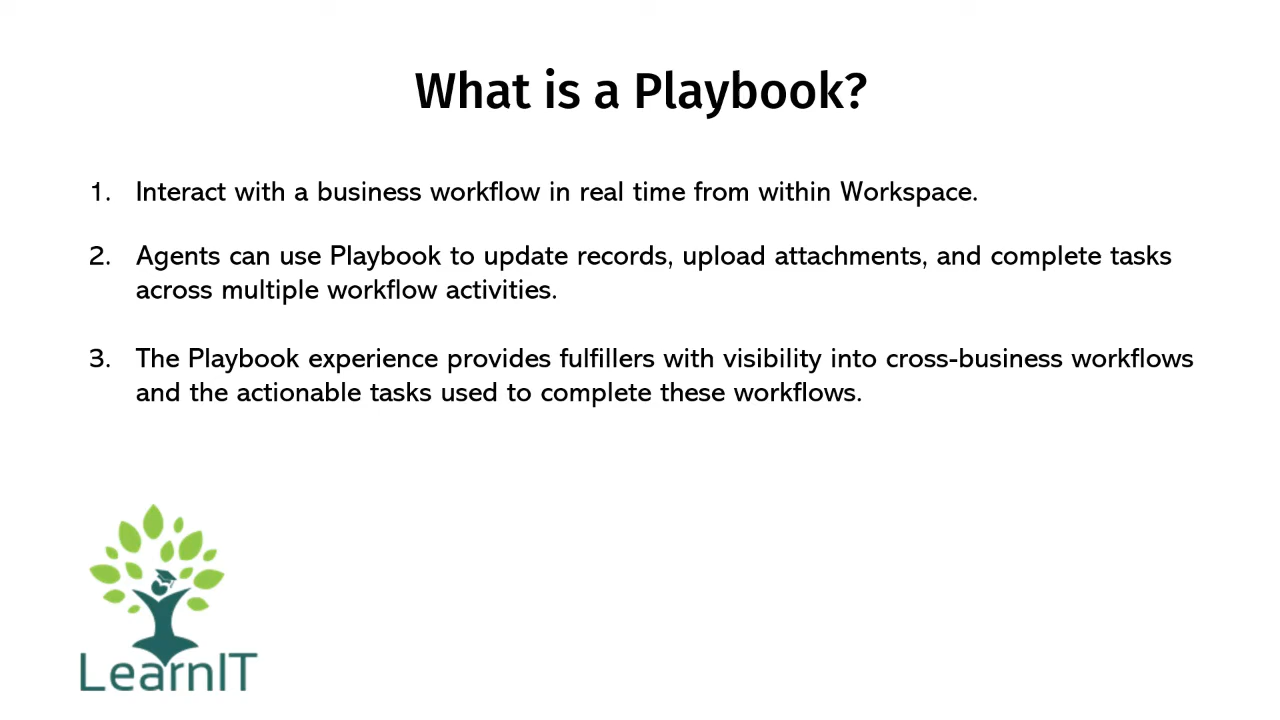 What is a Playbook?
1. Interact with a business workflow in real time from within Workspace.
2. Agents can use Playbook to update records, upload attachments, and complete tasks
across multiple workflow activities.
3. The Playbook experience provides fulfillers with visibility into cross-business workflows
and the actionable tasks used to complete these workflows.
LearnIT